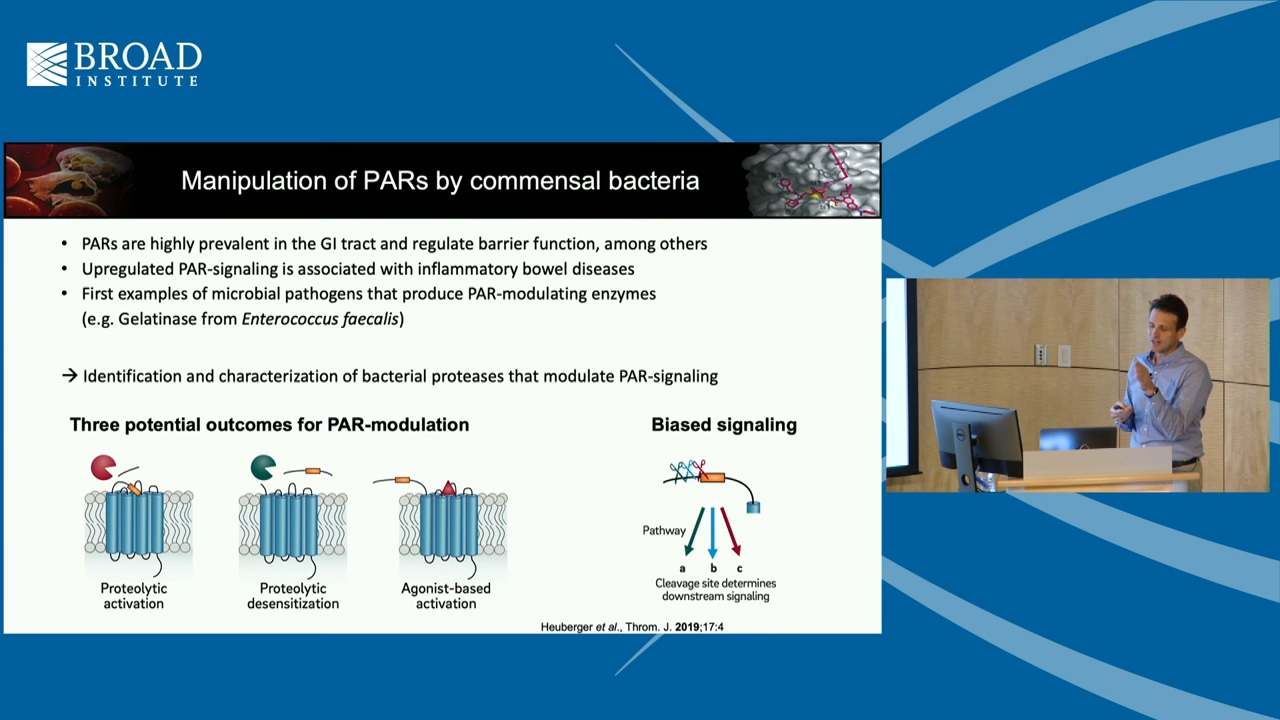 BROAD
INSTITUTE
Manipulation of PARs by commensal bacteria
• PARs are highly prevalent in the GI tract and regulate barrier function, among others
• Upregulated PAR-signaling is associated with inflammatory bowel diseases
• First examples of microbial pathogens that produce PAR-modulating enzymes
(e.g. Gelatinase from Enterococcus faecalis)
→ Identification and characterization of bacterial proteases that modulate PAR-signaling
Three potential outcomes for PAR-modulation
Biased signaling
Pathway
a b c
Cleavage site determines
downstream signaling
Proteolytic
activation
Proteolytic
desensitization
Agonist-based
activation
Heuberger et al., Throm. J. 2019;17:4